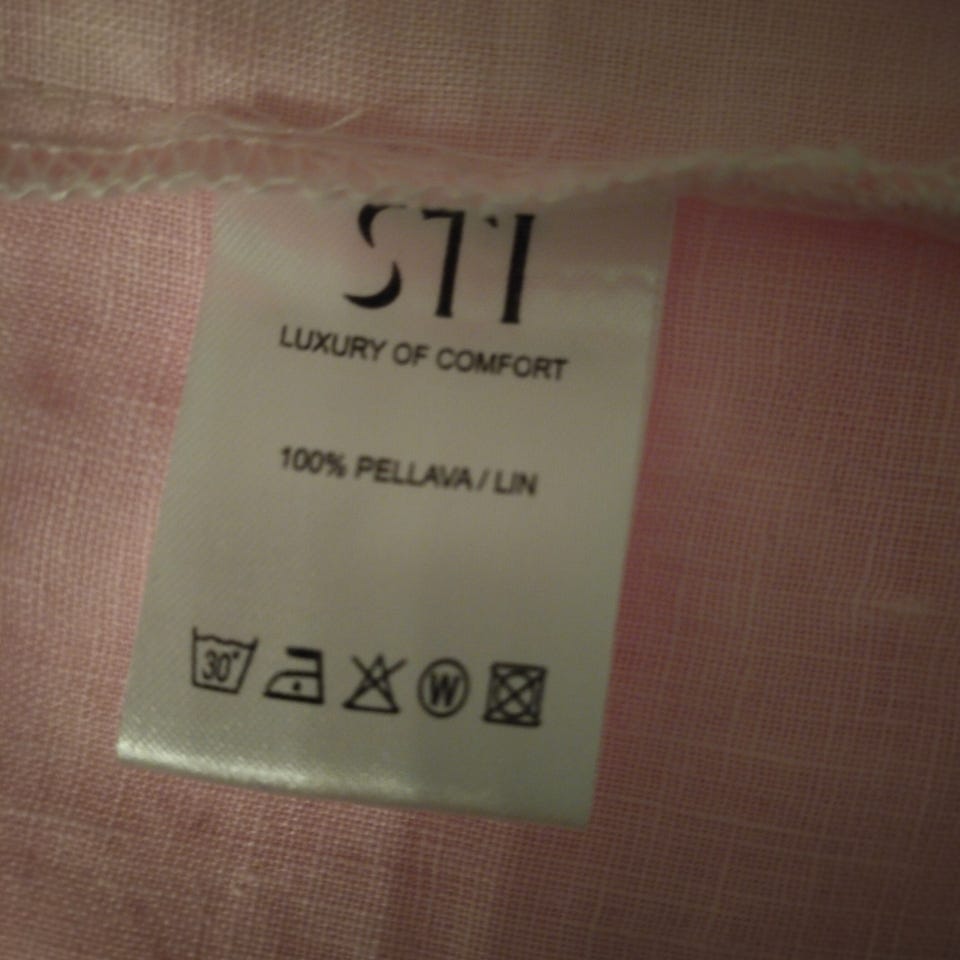 STI
LUXURY OF COMFORT
100% PELLAVA / LIN
30° W